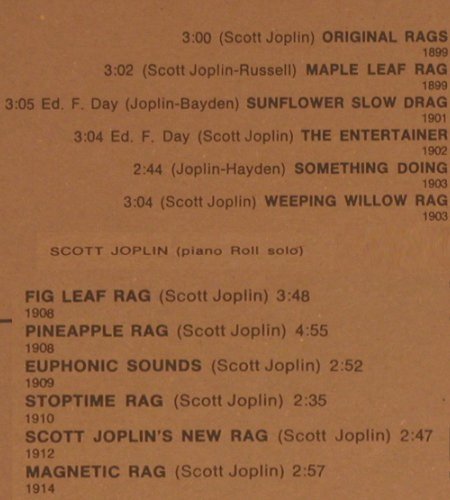 3:00 (Scott Joplin) ORIGINAL RAGS
1899
3:02 (Scott Joplin-Russell) MAPLE LEAF RAG
1899
3:05 Ed. F. Day (Joplin-Bayden) SUNFLOWER SLOW DRAG
1901
3:04 Ed. F. Day (Scott Joplin) THE ENTERTAINER
1902
2:44 (Joplin-Hayden) SOMETHING DOING
1903
3:04 (Scott Joplin) WEEPING WILLOW RAG
1903
SCOTT JOPLIN (piano Roll solo)
FIG LEAF RAG (Scott Joplin) 3:48
1908
PINEAPPLE RAG (Scott Joplin) 4:55
1908
EUPHONIC SOUNDS (Scott Joplin) 2:52
1909
STOPTIME RAG (Scott Joplin) 2:35
1910
SCOTT JOPLIN'S NEW RAG (Scott Joplin) 2:47
1912
MAGNETIC RAG (Scott Joplin) 2:57
1914